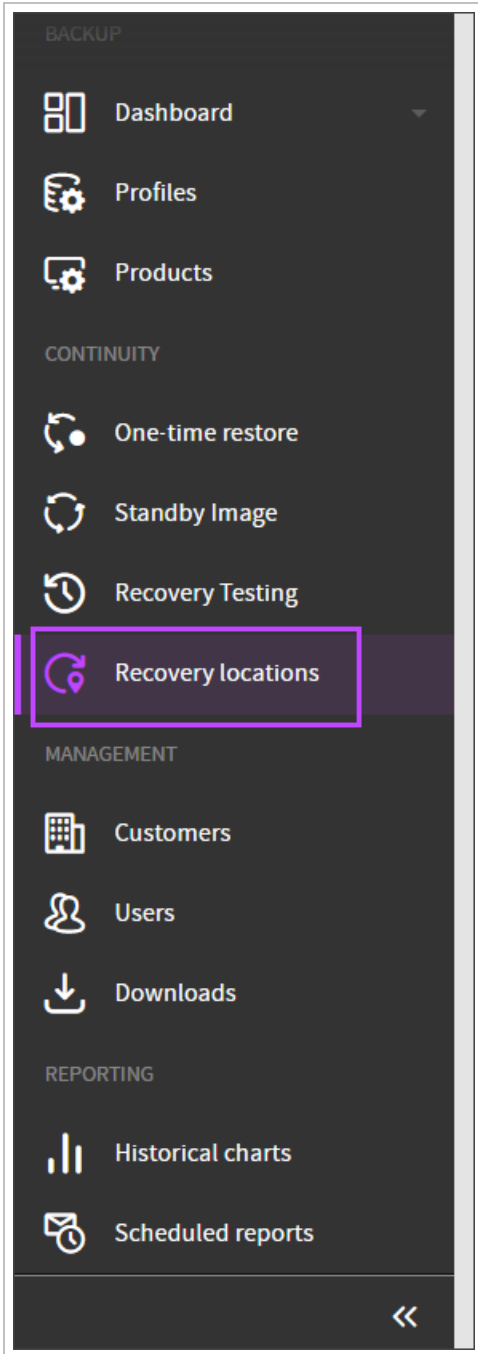 BACKUP
Dashboard
Profiles
Products
CONTINUITY
One-time restore
Standby Image
Recovery Testing
Recovery locations
MANAGEMENT
Customers
Users
Downloads
REPORTING
Historical charts
Scheduled reports